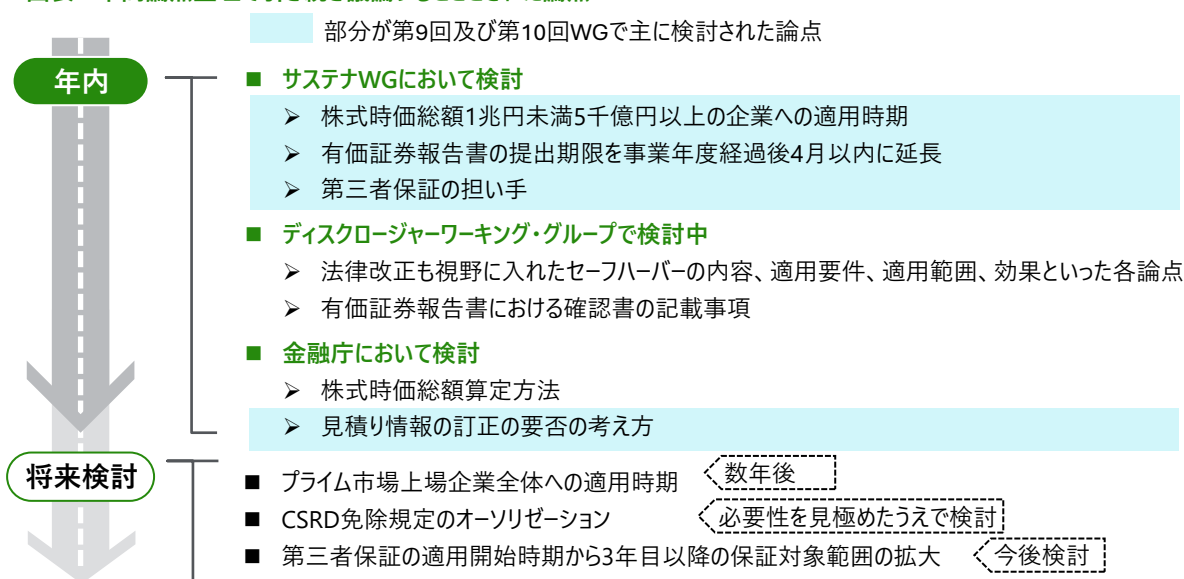 部分が第9回及び第10回WGで主に検討された論点
年内
■ サステナWGにおいて検討
➢ 株式時価総額1兆円未満5千億円以上の企業への適用時期
➢ 有価証券報告書の提出期限を事業年度経過後4月以内に延長
➢ 第三者保証の担い手
■ ディスクロージャーワーキング・グループで検討中
➢ 法律改正も視野に入れたセーフハーバーの内容、適用要件、適用範囲、効果といった各論点
➢ 有価証券報告書における確認書の記載事項
■ 金融庁において検討
➢ 株式時価総額算定方法
➢ 見積り情報の訂正の要否の考え方
将来検討
■ プライム市場上場企業全体への適用時期 数年後
■ CSRD免除規定のオーソリゼーション 必要性を見極めたうえで検討
■ 第三者保証の適用開始時期から3年目以降の保証対象範囲の拡大 今後検討